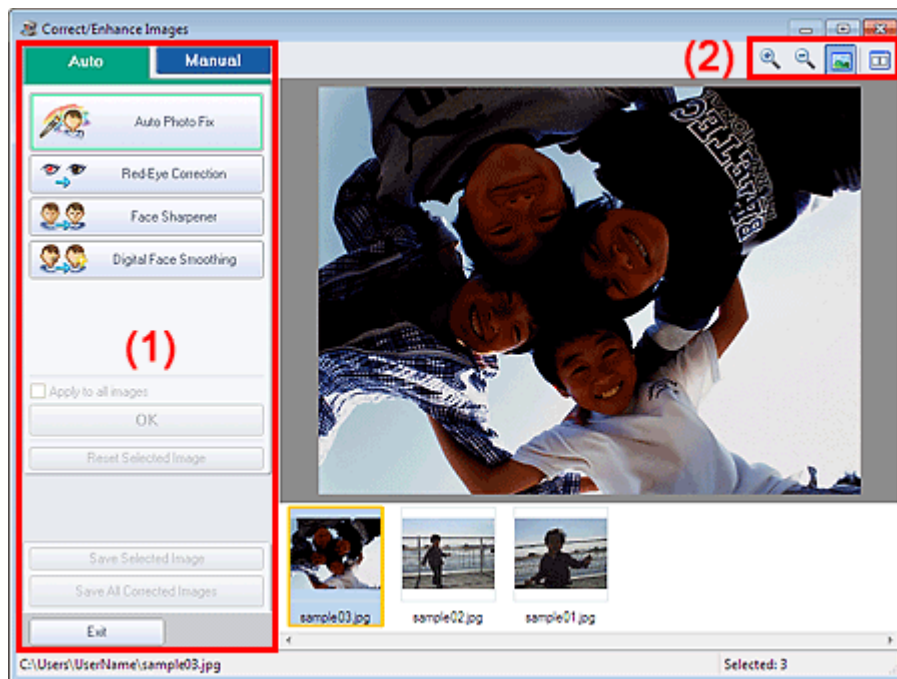 Correct/Enhance Images
Auto
Manual
(2)
Auto Photo Fix
Red-Eye Correction
Face Sharpener
Digital Face Smoothing
(1)
Apply to all images
OK
Reset Selected Image
Save Selected Image
Save All Corrected Images
Exit
sample03.jpg
sample02.jpg
sample01.jpg
C:\Users\UserName\sample03.jpg
Selected: 3